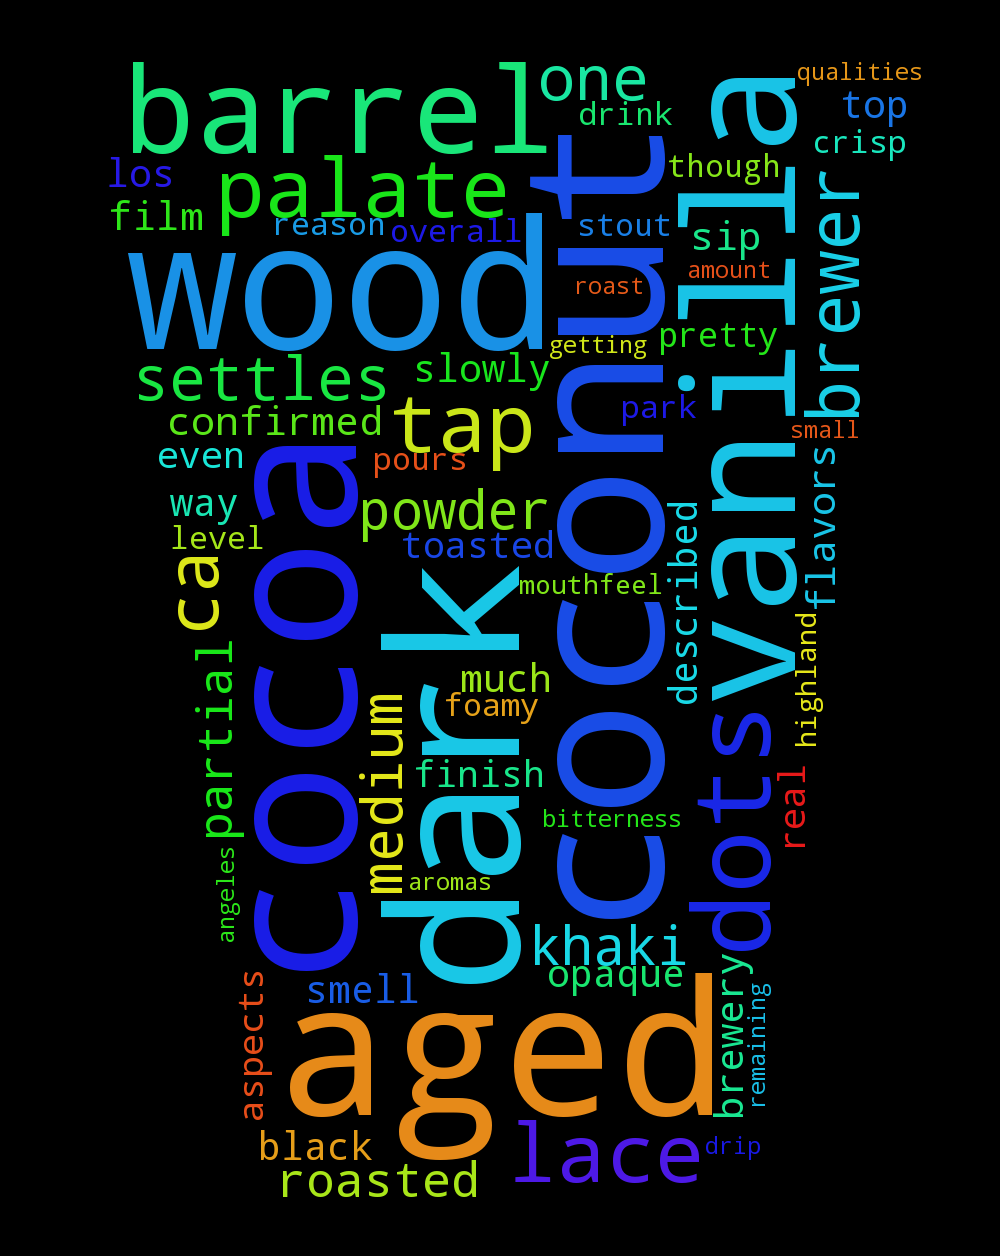 barrel
one
qualities
drink
top
crisp
los
palate
though
film
reason
overall
stout
sip
wood
coconut
vanilla
brewer
amount
roast
getting
pretty
settles
slowly
confirmed
tap
park
small
even
pours
way
powder
flavors
level
toasted
cocoa
ca
dark
mouthfeel
described
partial
much
highland
foamy
medium
finish
dots
real
bitterness
angeles
aromas
khaki
opaque
smell
aspects
aged
brewery
remaining
black
lace
drip
roasted